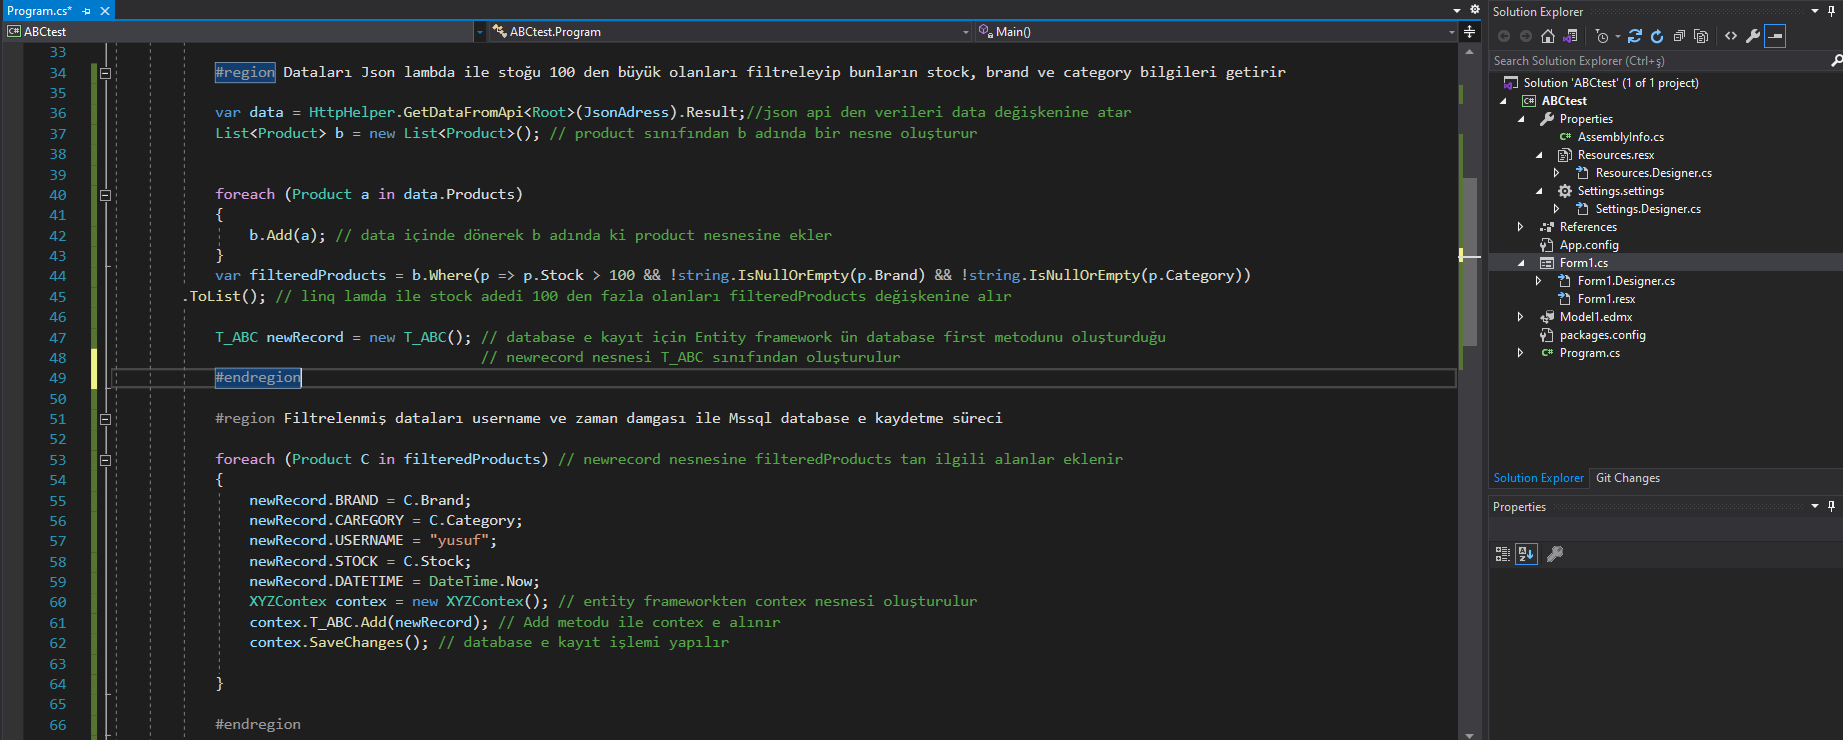 Program.cs*
ABCtest
ABCtest.Program
Main()
33
34 #region Dataları Json lambda ile stoğu 100 den büyük olanları filtreleyip bunların stock, brand ve category bilgileri getirir
35
36 var data = HttpHelper.GetDataFromApi<Root>(JsonAdress).Result;//json api den verileri data değişkenine atar
37 List<Product> b = new List<Product>(); // product sınıfından b adında bir nesne oluşturur
38
39
40 foreach (Product a in data.Products)
41 {
42 b.Add(a); // data içinde dönerek b adında ki product nesnesine ekler
43 }
44 var filteredProducts = b.Where(p => p.Stock > 100 && !string.IsNullOrEmpty(p.Brand) && !string.IsNullOrEmpty(p.Category))
45 .ToList(); // linq lamda ile stock adedi 100 den fazla olanları filteredProducts değişkenine alır
46
47 T_ABC newRecord = new T_ABC(); // database e kayıt için Entity framework ün database first metodunu oluşturduğu
48 // newrecord nesnesi T_ABC sınıfından oluşturulur
49 #endregion
50
51 #region Filtrelenmiş dataları username ve zaman damgası ile Mssql database e kaydetme süreci
52
53 foreach (Product C in filteredProducts) // newrecord nesnesine filteredProducts tan ilgili alanlar eklenir
54 {
55 newRecord.BRAND = C.Brand;
56 newRecord.CAREGORY = C.Category;
57 newRecord.USERNAME = "yusuf";
58 newRecord.STOCK = C.Stock;
59 newRecord.DATETIME = DateTime.Now;
60 XYZContex contex = new XYZContex(); // entity frameworkten contex nesnesi oluşturulur
61 contex.T_ABC.Add(newRecord); // Add metodu ile contex e alınır
62 contex.SaveChanges(); // database e kayıt işlemi yapılır
63
64 }
65
66 #endregion
Solution Explorer
Search Solution Explorer (Ctrl+ş)
Solution 'ABCtest' (1 of 1 project)
C# ABCtest
Properties
C# AssemblyInfo.cs
Resources.resx
Resources.Designer.cs
Settings.settings
Settings.Designer.cs
References
App.config
Form1.cs
Form1.Designer.cs
Form1.resx
Model1.edmx
packages.config
C# Program.cs
Solution Explorer Git Changes
Properties